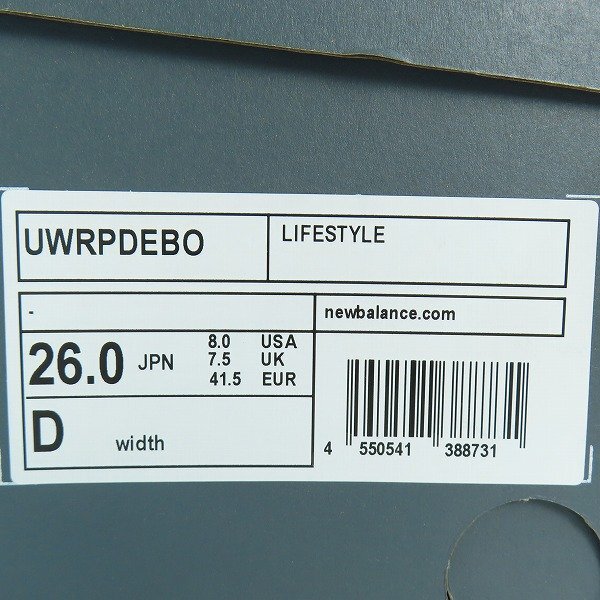 UWRPDEBO
LIFESTYLE
-
newbalance.com
26.0 JPN
8.0 USA
7.5 UK
41.5 EUR
D width
4 550541 388731